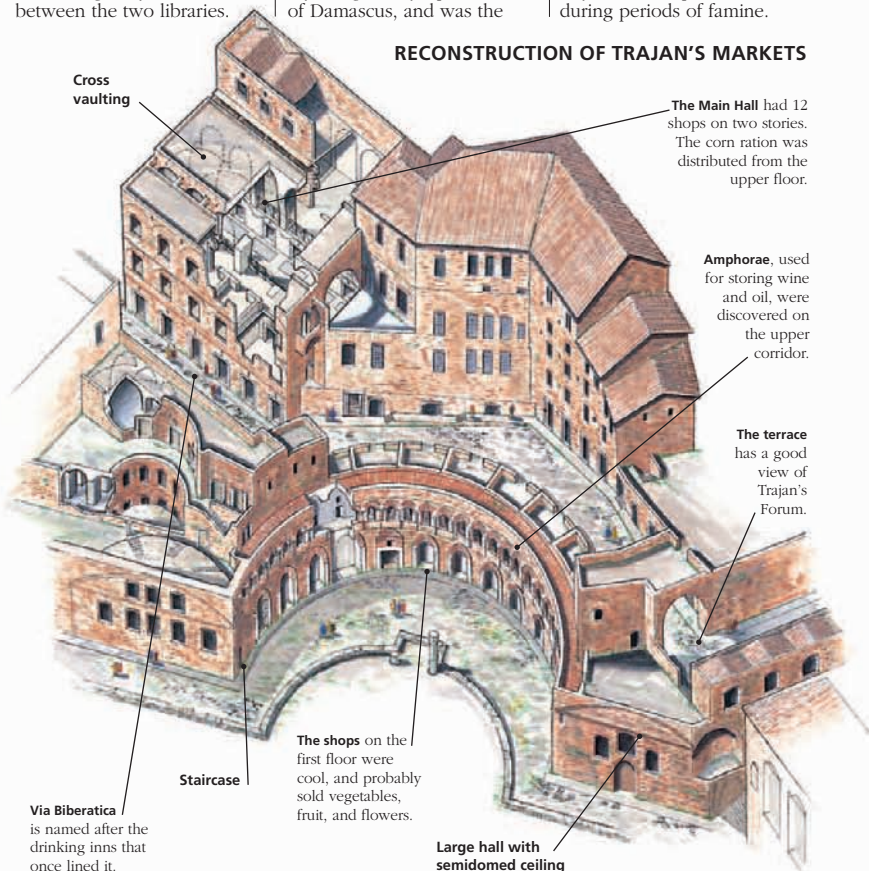 between the two libraries.
of Damascus, and was the
during periods of famine.
RECONSTRUCTION OF TRAJAN'S MARKETS
Cross
vaulting
The Main Hall had 12
shops on two stories.
The corn ration was
distributed from the
upper floor.
Amphorae, used
for storing wine
and oil, were
discovered on
the upper
corridor.
The terrace
has a good
view of
Trajan's
Forum.
The shops on the
first floor were
cool, and probably
sold vegetables,
fruit, and flowers.
Staircase
Via Biberatica
is named after the
drinking inns that
once lined it.
Large hall with
semidomed ceiling